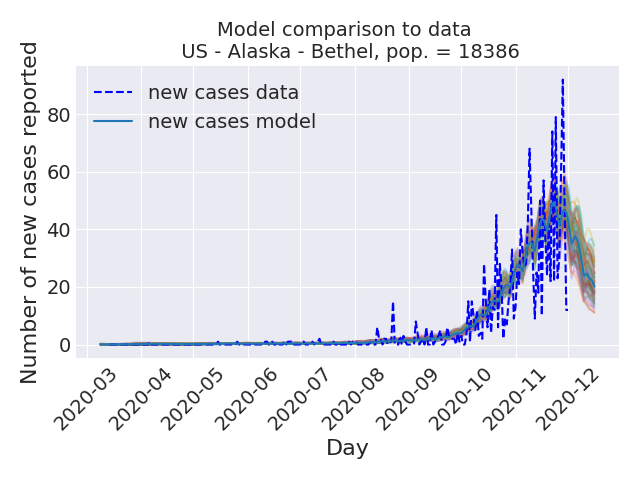 Model comparison to data
US - Alaska - Bethel, pop. = 18386
Number of new cases reported
80
60
40
20
0
new cases data
new cases model
2020-03
2020-04
2020-05
2020-06
2020-07
2020-08
2020-09
2020-10
2020-11
2020-12
Day